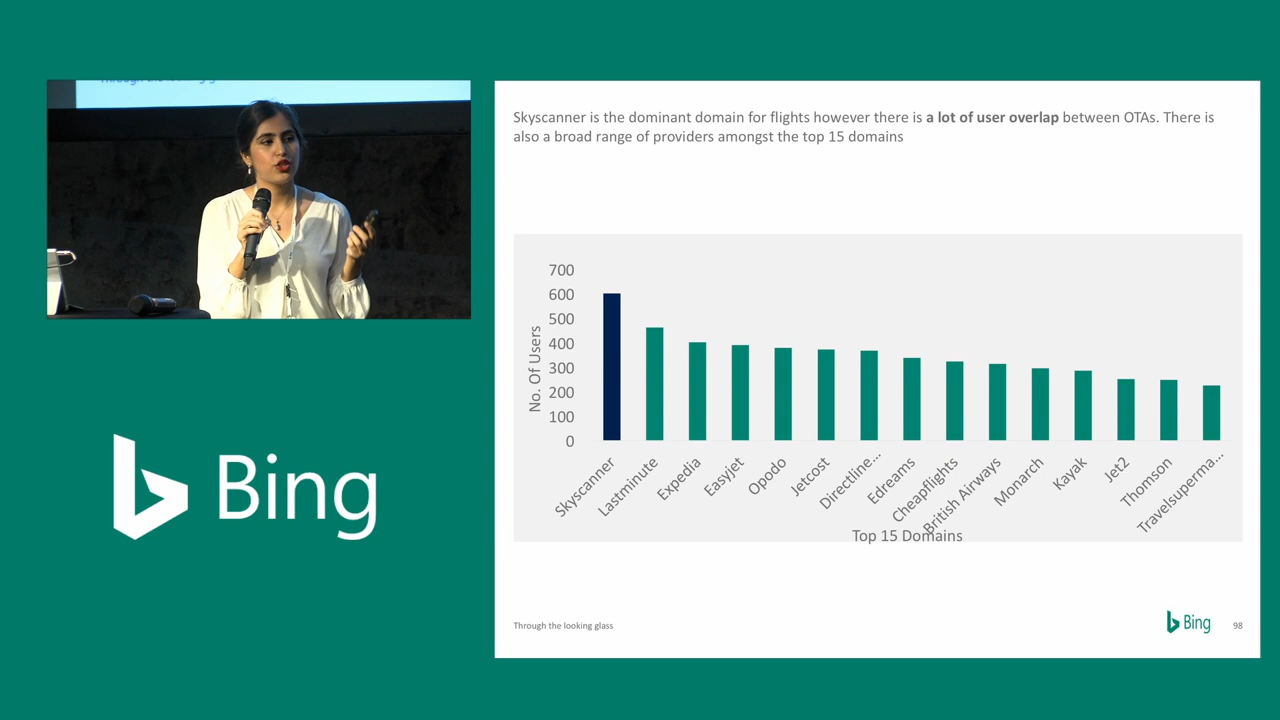 Skyscanner is the dominant domain for flights however there is a lot of user overlap between OTAs. There is
also a broad range of providers amongst the top 15 domains
700
600
500
400
300
200
100
0
No. Of Users
Skyscanner
Lastminute
Expedia
Easyjet
Opodo
Jetcost
Directline...
Edreams
Cheapflights
British Airways
Monarch
Kayak
Jet2
Thomson
Travelsuperma...
Top 15 Domains
Bing
Through the looking glass
Bing
98